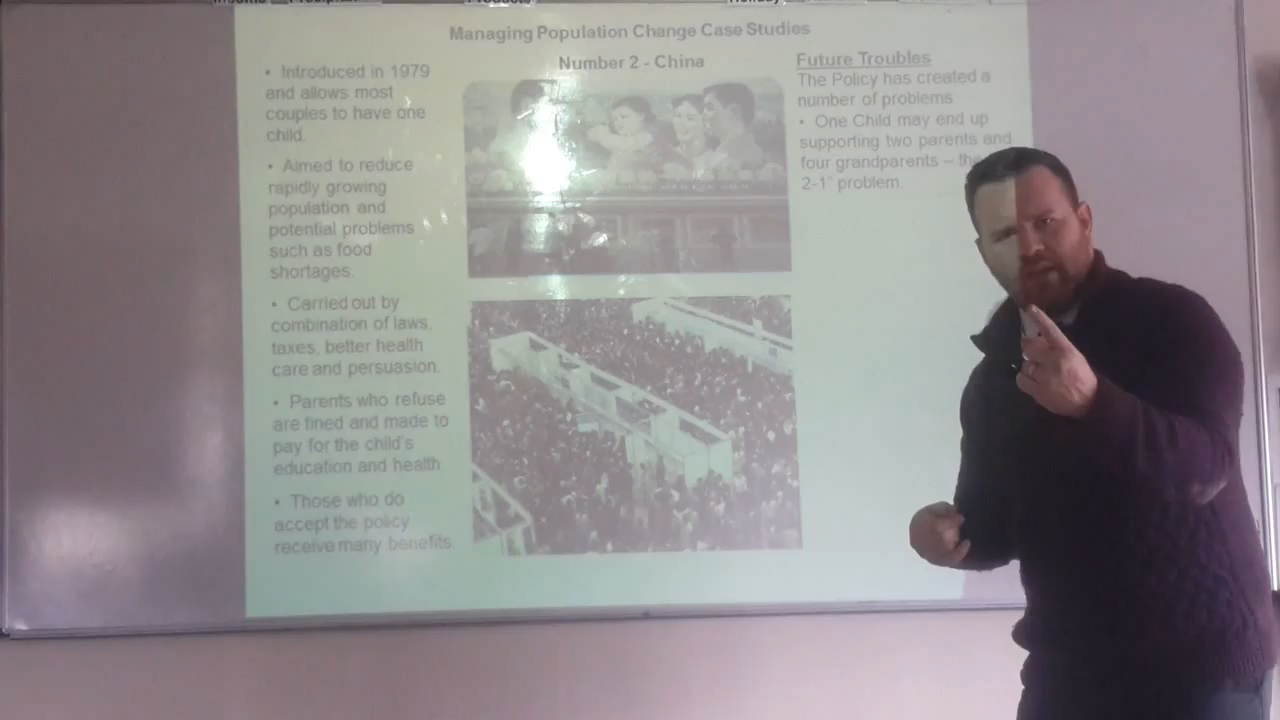 Managing Population Change Case Studies
Number 2 - China
• Introduced in 1979
and allows most
couples to have one
child.
• Aimed to reduce
rapidly growing
population and
potential problems
such as food
shortages.
• Carried out by
combination of laws,
taxes, better health
care and persuasion.
• Parents who refuse
are fined and made to
pay for the child's
education and health
• Those who do
accept the policy
receive many benefits.
Future Troubles
The Policy has created a
number of problems
• One Child may end up
supporting two parents and
four grandparents –
2-1" problem.